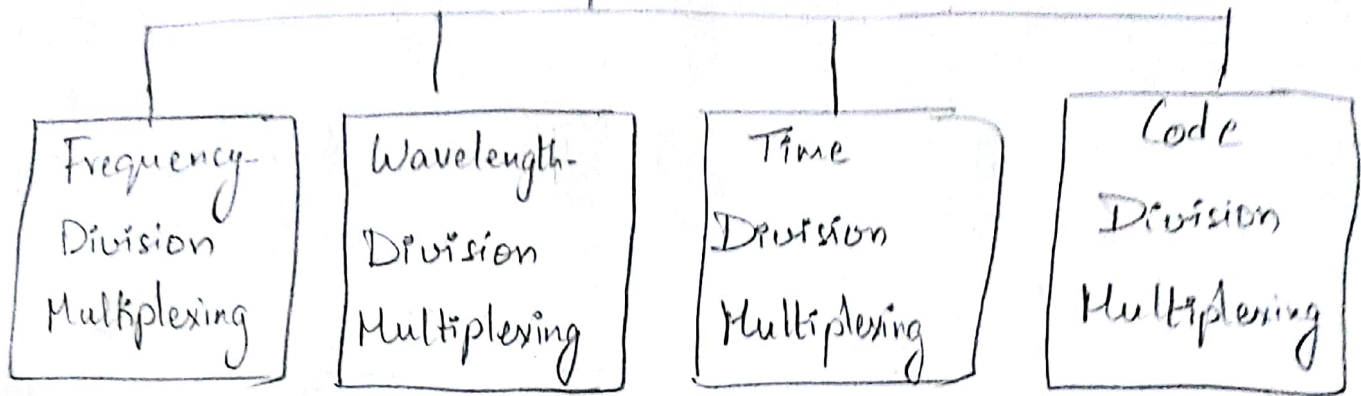 Frequency-
Division
Multiplexing
Wavelength-
Division
Multiplexing
Time
Division
Multiplexing
Code
Division
Multiplexing